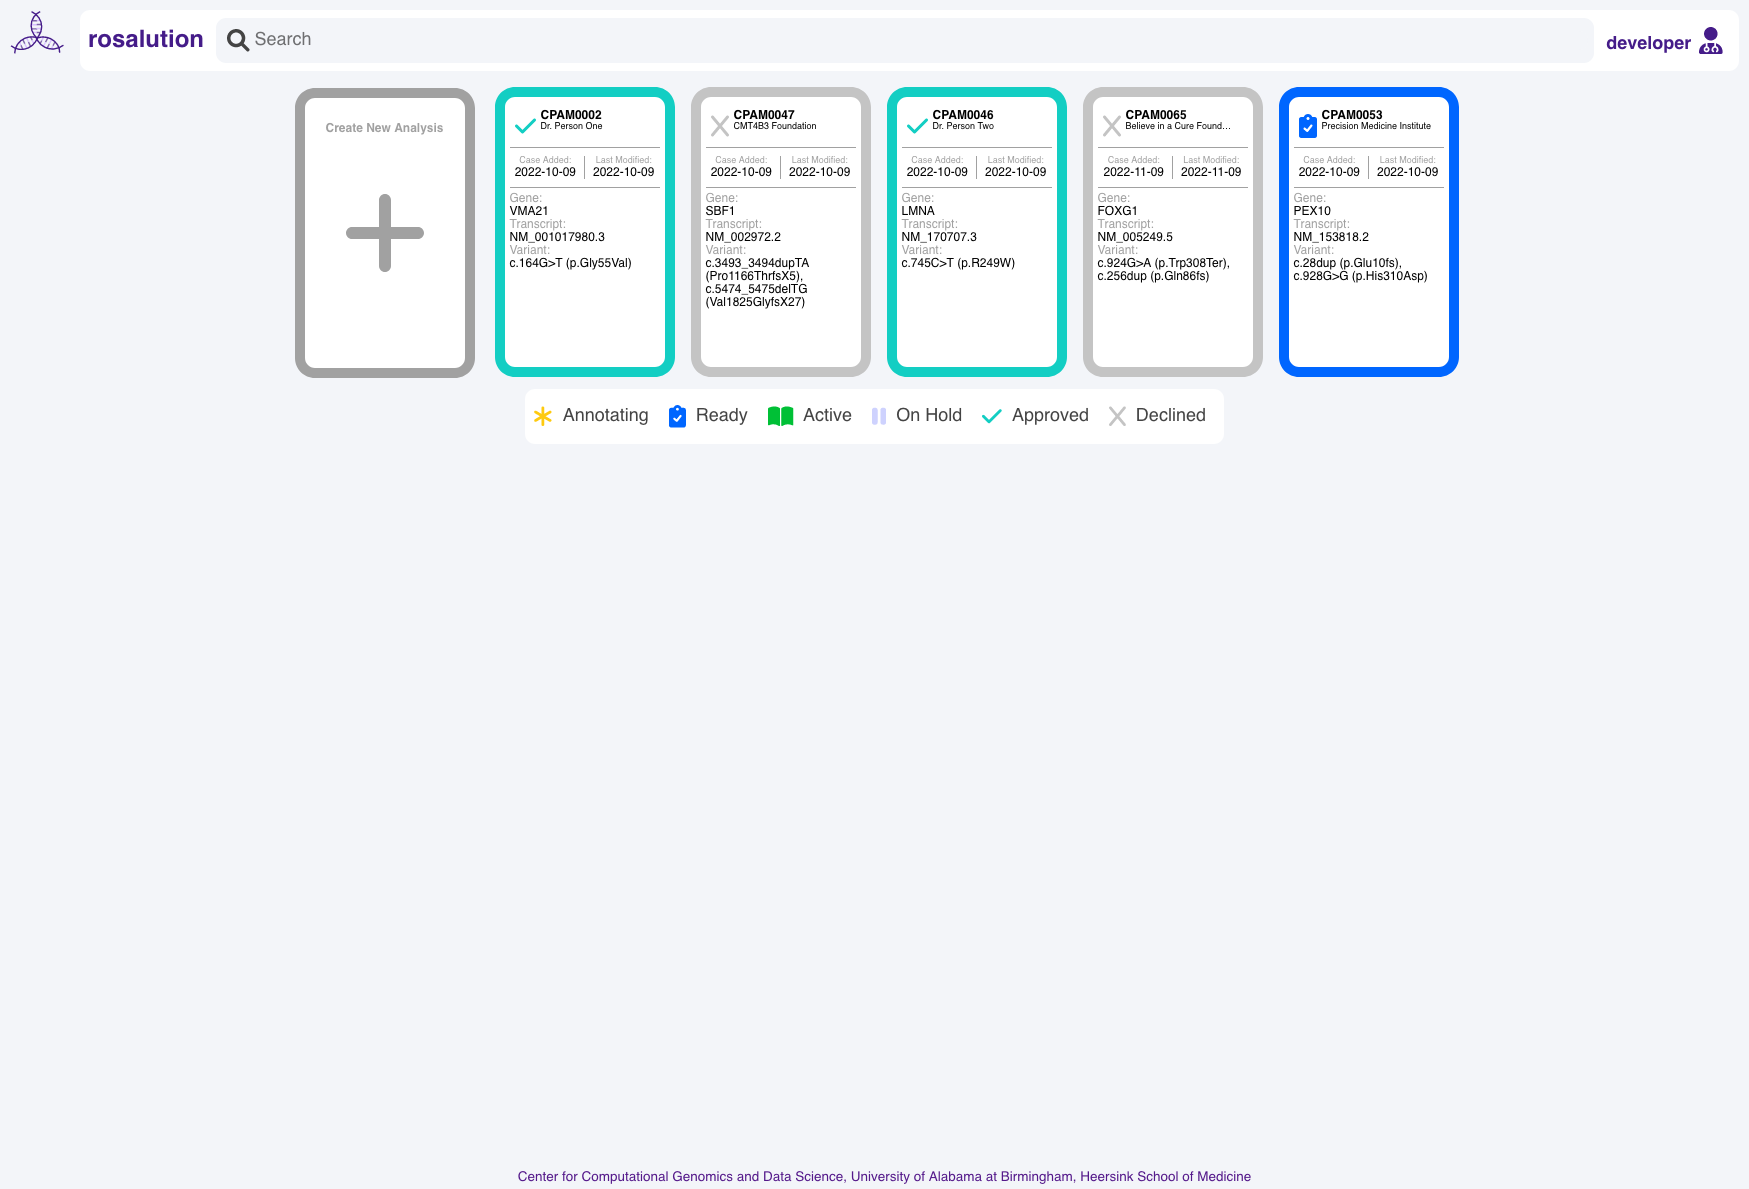 rosalution
Search
developer
Create New Analysis
CPAM0002
Dr. Person One
Case Added: Last Modified:
2022-10-09 2022-10-09
Gene:
VMA21
Transcript:
NM_001017980.3
Variant:
c.164G>T (p.Gly55Val)
CPAM0047
CMT4B3 Foundation
Case Added: Last Modified:
2022-10-09 2022-10-09
Gene:
SBF1
Transcript:
NM_002972.2
Variant:
c.3493_3494dupTA
(Pro1166ThrfsX5),
c.5474_5475delTG
(Val1825GlyfsX27)
CPAM0046
Dr. Person Two
Case Added: Last Modified:
2022-10-09 2022-10-09
Gene:
LMNA
Transcript:
NM_170707.3
Variant:
c.745C>T (p.R249W)
CPAM0065
Believe in a Cure Found...
Case Added: Last Modified:
2022-11-09 2022-11-09
Gene:
FOXG1
Transcript:
NM_005249.5
Variant:
c.924G>A (p.Trp308Ter),
c.256dup (p.Gln86fs)
CPAM0053
Precision Medicine Institute
Case Added: Last Modified:
2022-10-09 2022-10-09
Gene:
PEX10
Transcript:
NM_153818.2
Variant:
c.28dup (p.Glu10fs),
c.928G>G (p.His310Asp)
Annotating Ready Active On Hold Approved Declined
Center for Computational Genomics and Data Science, University of Alabama at Birmingham, Heersink School of Medicine